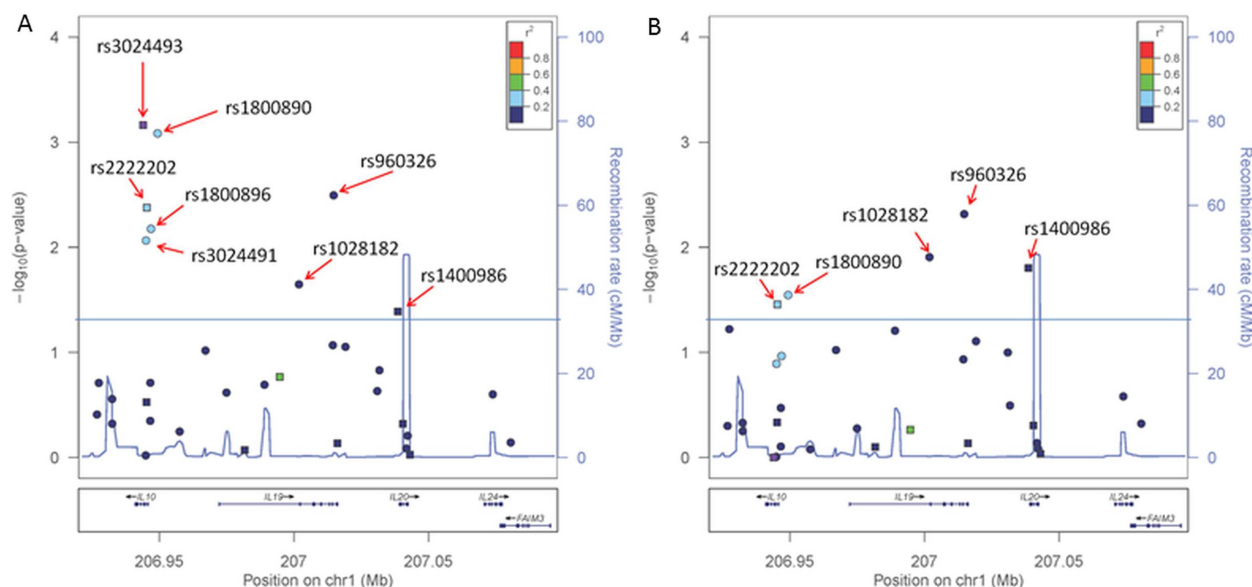 A
4
3
2
1
0
−log10(p−value)
100
80
60
40
20
0
Recombination rate (cM/Mb)
r2
0.8
0.6
0.4
0.2
rs3024493
rs1800890
rs2222202
rs1800896
rs3024491
rs960326
rs1028182
rs1400986
IL10
IL19
IL20
IL24
FAIM3
206.95
207
207.05
Position on chr1 (Mb)
B
4
3
2
1
0
−log10(p−value)
100
80
60
40
20
0
Recombination rate (cM/Mb)
r2
0.8
0.6
0.4
0.2
rs960326
rs1028182
rs1400986
rs2222202
rs1800890
IL10
IL19
IL20
IL24
FAIM3
206.95
207
207.05
Position on chr1 (Mb)